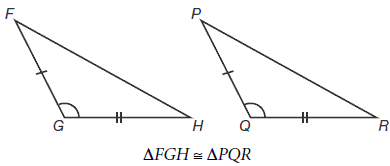 F P
G H Q R
ΔFGH ≅ ΔPQR